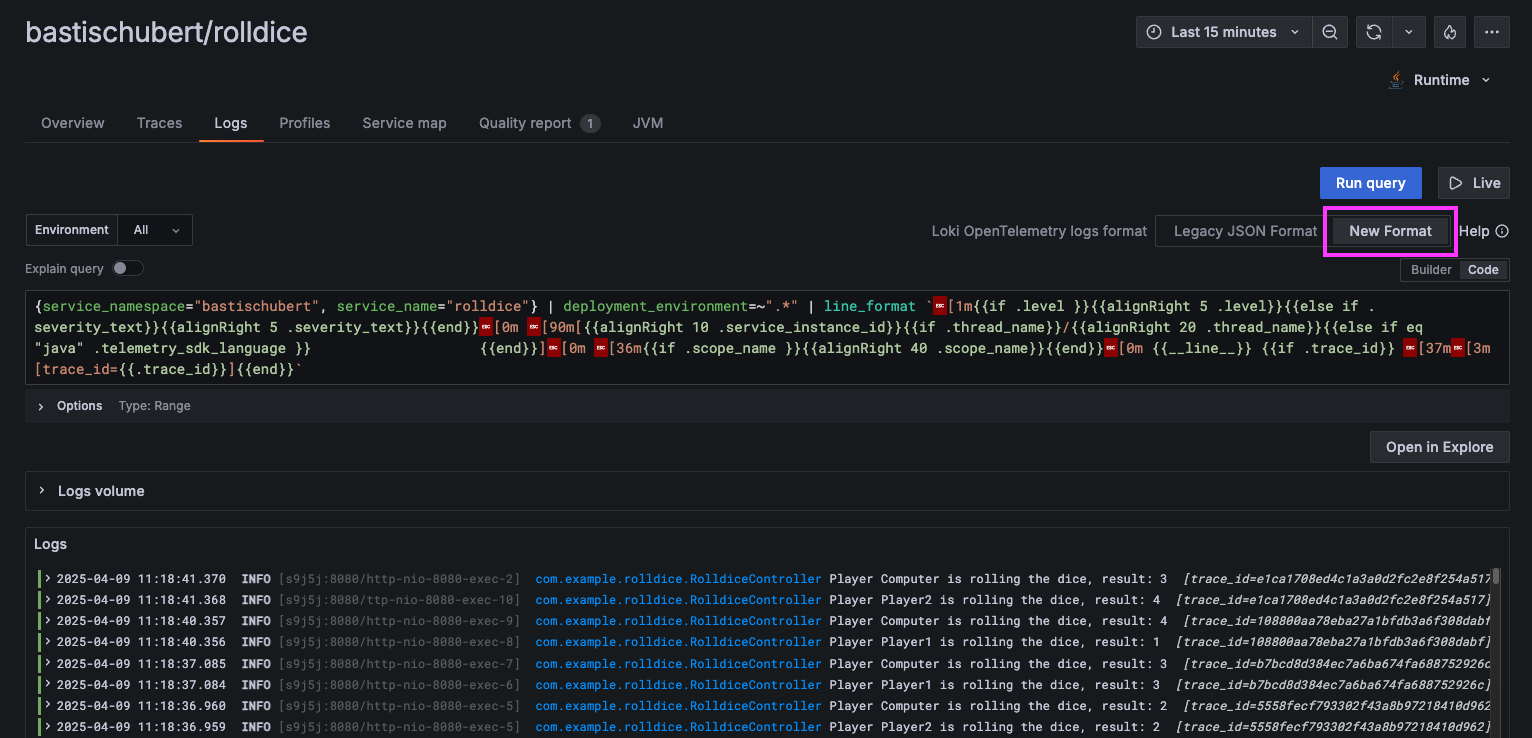 bastischubert/rolldice
Last 15 minutes
Runtime
Overview Traces Logs Profiles Service map Quality report 1 JVM
Run query Live
Environment All Loki OpenTelemetry logs format Legacy JSON Format New Format Help
Explain query Builder Code
{service_namespace="bastischubert", service_name="rolldice"} | deployment_environment=~".*" | line_format `ESC[1m{{if .level }}{{alignRight 5 .level}}{{else if .
severity_text}}{{alignRight 5 .severity_text}}{{end}}ESC[0m ESC[90m[{{alignRight 10 .service_instance_id}}{{if .thread_name}}/{{alignRight 20 .thread_name}}{{else if eq
"java" .telemetry_sdk_language }}                     {{end}}]ESC[0m ESC[36m{{if .scope_name }}{{alignRight 40 .scope_name}}{{end}}ESC[0m {{__line__}} {{if .trace_id}} ESC[37mESC[3m
[trace_id={{.trace_id}}]{{end}}`
Options Type: Range
Open in Explore
Logs volume
Logs
2025-04-09 11:18:41.370 INFO [s9j5j:8080/http-nio-8080-exec-2] com.example.rolldice.RolldiceController Player Computer is rolling the dice, result: 3 [trace_id=e1ca1708ed4c1a3a0d2fc2e8f254a517
2025-04-09 11:18:41.368 INFO [s9j5j:8080/ttp-nio-8080-exec-10] com.example.rolldice.RolldiceController Player Player2 is rolling the dice, result: 4 [trace_id=e1ca1708ed4c1a3a0d2fc2e8f254a517]
2025-04-09 11:18:40.357 INFO [s9j5j:8080/http-nio-8080-exec-9] com.example.rolldice.RolldiceController Player Computer is rolling the dice, result: 4 [trace_id=108800aa78eba27a1bfdb3a6f308dabf
2025-04-09 11:18:40.356 INFO [s9j5j:8080/http-nio-8080-exec-8] com.example.rolldice.RolldiceController Player Player1 is rolling the dice, result: 1 [trace_id=108800aa78eba27a1bfdb3a6f308dabf]
2025-04-09 11:18:37.085 INFO [s9j5j:8080/http-nio-8080-exec-7] com.example.rolldice.RolldiceController Player Computer is rolling the dice, result: 3 [trace_id=b7bcd8d384ec7a6ba674fa688752926c
2025-04-09 11:18:37.084 INFO [s9j5j:8080/http-nio-8080-exec-6] com.example.rolldice.RolldiceController Player Player1 is rolling the dice, result: 3 [trace_id=b7bcd8d384ec7a6ba674fa688752926c]
2025-04-09 11:18:36.960 INFO [s9j5j:8080/http-nio-8080-exec-5] com.example.rolldice.RolldiceController Player Computer is rolling the dice, result: 2 [trace_id=5558fecf793302f43a8b97218410d962
2025-04-09 11:18:36.959 INFO [s9j5j:8080/http-nio-8080-exec-5] com.example.rolldice.RolldiceController Player Player2 is rolling the dice, result: 2 [trace_id=5558fecf793302f43a8b97218410d962]